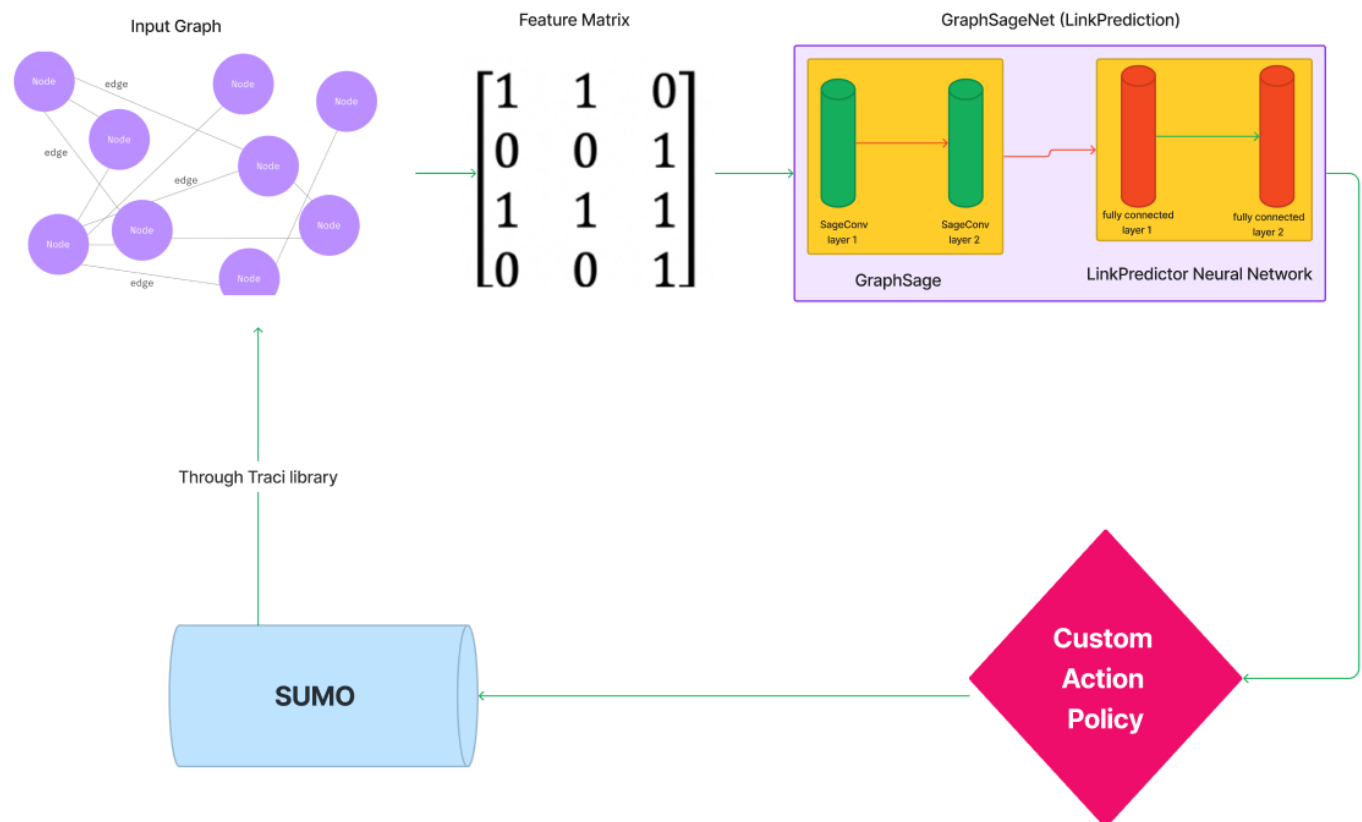 Input Graph
Feature Matrix
GraphSageNet (LinkPrediction)
Node
edge
Node
Node
Node
edge
Node
edge
Node
Node
Node
Node
edge
1 1 0
0 0 1
1 1 1
0 0 1
SageConv
layer 1
SageConv
layer 2
GraphSage
fully connected
layer 1
fully connected
layer 2
LinkPredictor Neural Network
Through Traci library
SUMO
Custom
Action
Policy